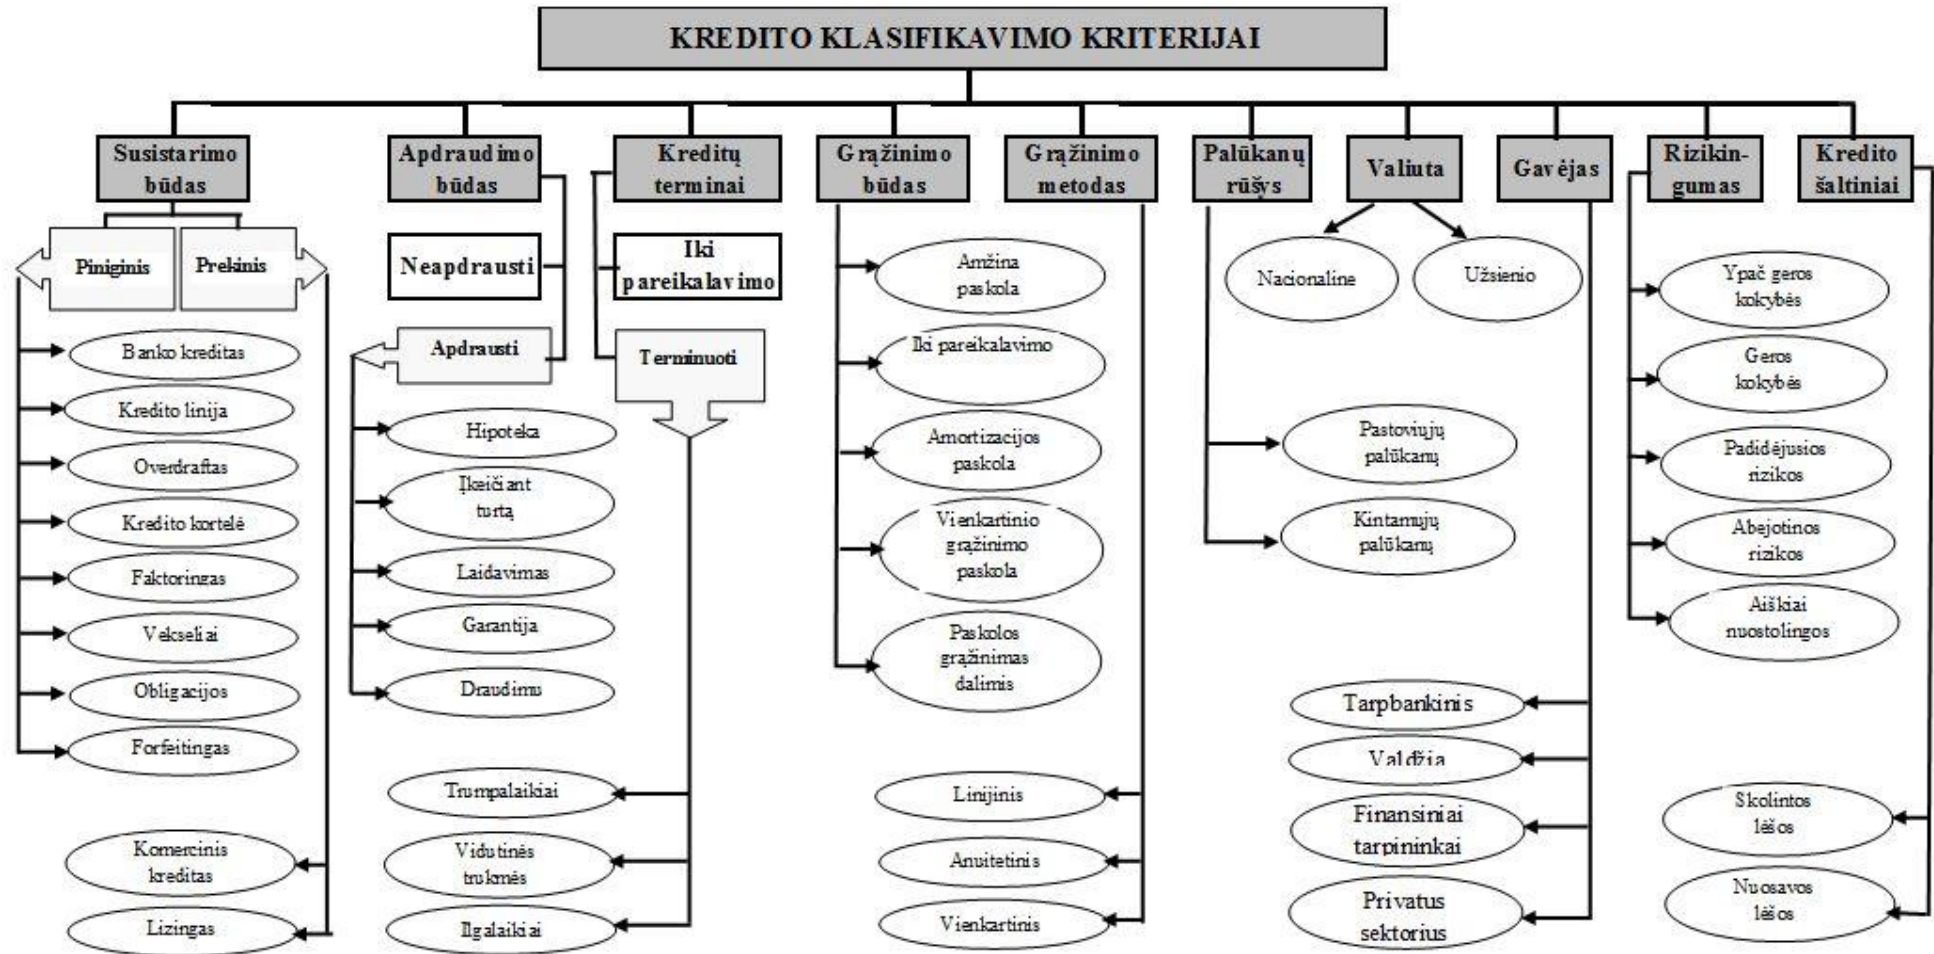 KREDITO KLASIFIKAVIMO KRITERIJAI
Susistarimo
būdas
Apdraudimo
būdas
Kreditų
terminai
Grąžinimo
būdas
Grąžinimo
metodas
Palūkanų
rūšys
Valiuta
Gavėjas
Rizikin-
gumas
Kredito
šaltiniai
Piniginis
Prekinis
Banko kreditas
Kredito linija
Overdraftas
Kredito kortelė
Faktoringas
Vekseliai
Obligacijos
Forfeitingas
Komercinis
kreditas
Lizingas
Neapdrausti
Apdrausti
Hipoteka
Įkeičiant
turtą
Laidavimas
Garantija
Draudimu
Iki
pareikalavimo
Terminuoti
Trumpalaikiai
Vidutinės
trukmės
Ilgalaikiai
Amžina
paskola
Iki pareikalavimo
Amortizacijos
paskola
Vienkartinio
grąžinimo
paskola
Paskolos
grąžinimas
dalimis
Linijinis
Anuitetinis
Vienkartinis
Pastoviųjų
palūkanų
Kintamųjų
palūkanų
Nacionaline
Užsienio
Tarpbankinis
Valdžia
Finansiniai
tarpininkai
Privatus
sektorius
Ypač geros
kokybės
Geros
kokybės
Padidėjusios
rizikos
Abejotinos
rizikos
Aiškiai
nuostolingos
Skolintos
lėšos
Nuosavos
lėšos